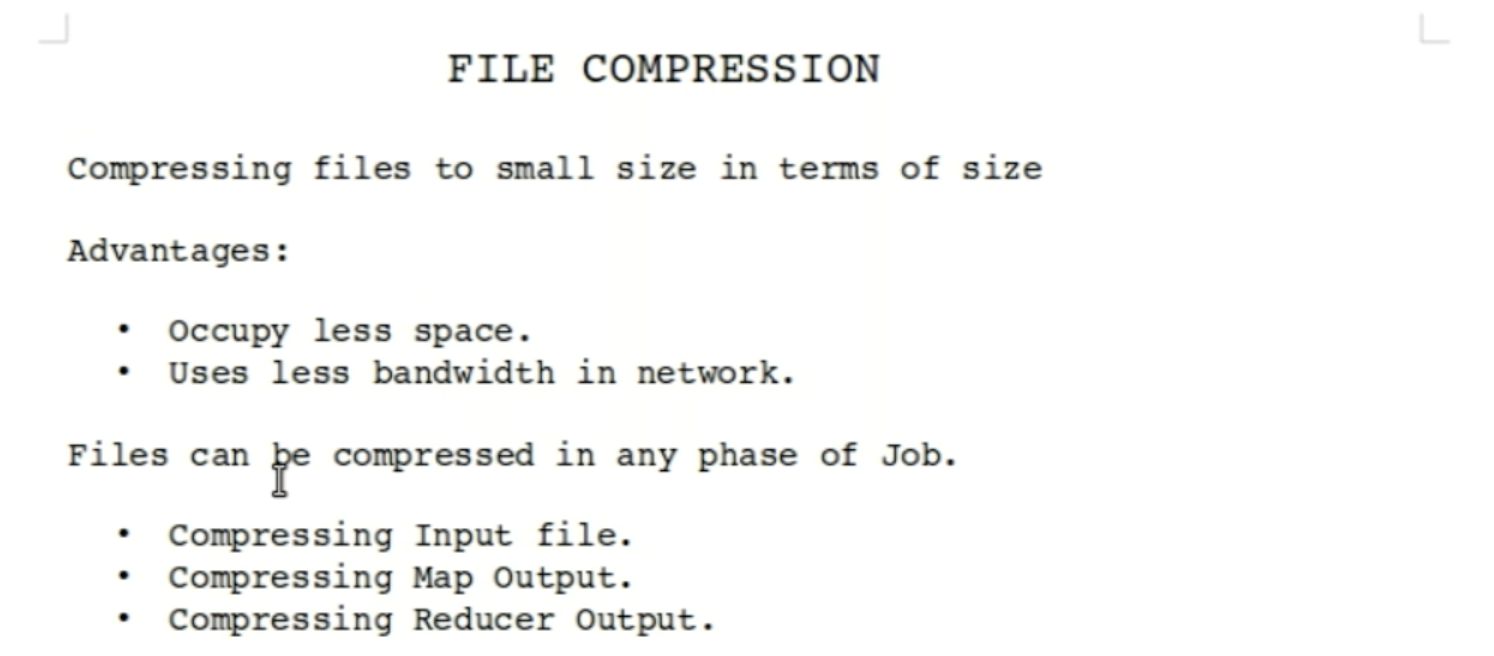 FILE COMPRESSION
Compressing files to small size in terms of size
Advantages:
• Occupy less space.
• Uses less bandwidth in network.
Files can be compressed in any phase of Job.
• Compressing Input file.
• Compressing Map Output.
• Compressing Reducer Output.